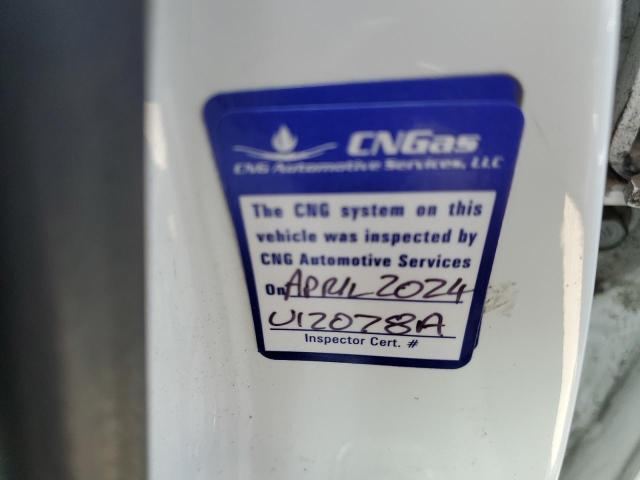 CNGas
CNG Automotive Services, LLC
The CNG system on this
vehicle was inspected by
CNG Automotive Services
On APRIL 2024
U12078A
Inspector Cert. #